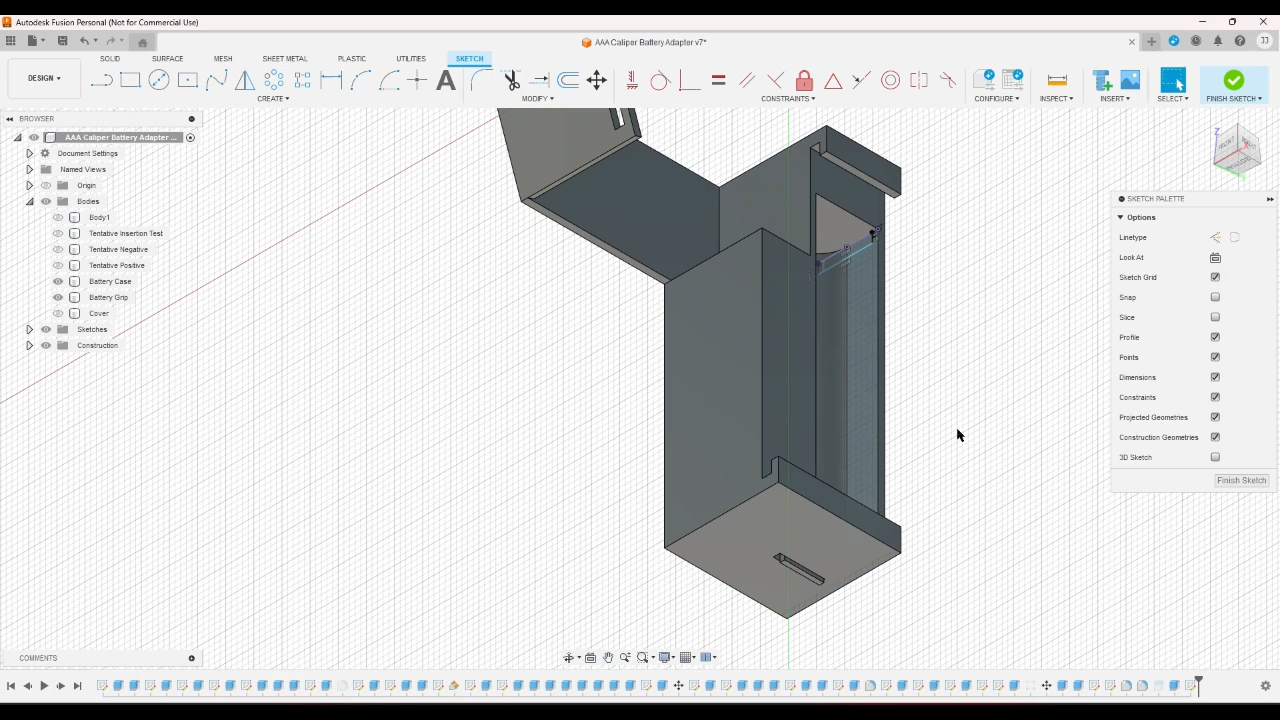 Autodesk Fusion Personal (Not for Commercial Use)
AAA Caliper Battery Adapter v7*
JJ
DESIGN
SOLID
SURFACE
MESH
SHEET METAL
PLASTIC
UTILITIES
SKETCH
A
CREATE
MODIFY
CONSTRAINTS
CONFIGURE
INSPECT
INSERT
SELECT
FINISH SKETCH
BROWSER
AAA Caliper Battery Adapter ...
Document Settings
Named Views
Origin
Bodies
Body1
Tentative Insertion Test
Tentative Negative
Tentative Positive
Battery Case
Battery Grip
Cover
Sketches
Construction
Z
SKETCH PALETTE
Options
Linetype
Look At
Sketch Grid
Snap
Slice
Profile
Points
Dimensions
Constraints
Projected Geometries
Construction Geometries
3D Sketch
Finish Sketch
COMMENTS